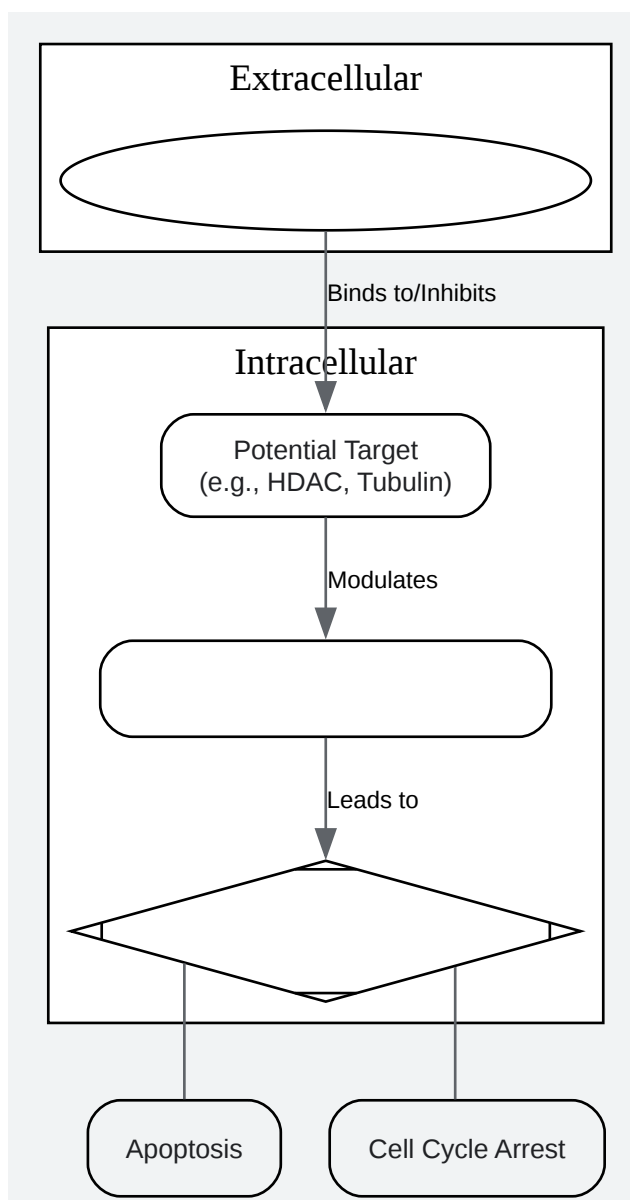 Extracellular
Binds to/Inhibits
Intracellular
Potential Target
(e.g., HDAC, Tubulin)
Modulates
Leads to
Apoptosis
Cell Cycle Arrest